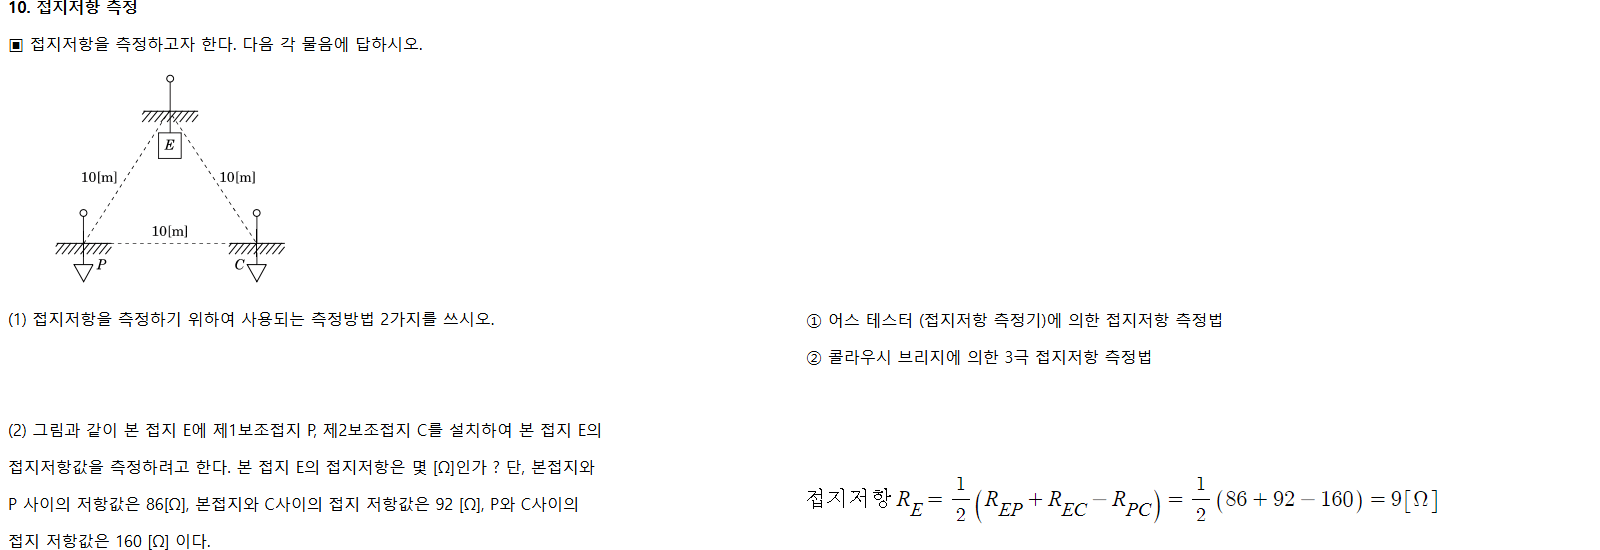 10. 접지저항 측정
▣ 접지저항을 측정하고자 한다. 다음 각 물음에 답하시오.
E
10[m]
10[m]
10[m]
P
C
(1) 접지저항을 측정하기 위하여 사용되는 측정방법 2가지를 쓰시오.
① 어스 테스터 (접지저항 측정기)에 의한 접지저항 측정법
② 콜라우시 브리지에 의한 3극 접지저항 측정법
(2) 그림과 같이 본 접지 E에 제1보조접지 P, 제2보조접지 C를 설치하여 본 접지 E의
접지저항값을 측정하려고 한다. 본 접지 E의 접지저항은 몇 [Ω]인가 ? 단, 본접지와
P 사이의 저항값은 86[Ω], 본접지와 C사이의 접지 저항값은 92 [Ω], P와 C사이의
접지 저항값은 160 [Ω] 이다.
접지저항 R_E = 1/2 (R_EP + R_EC − R_PC) = 1/2 (86 + 92 − 160) = 9[Ω]